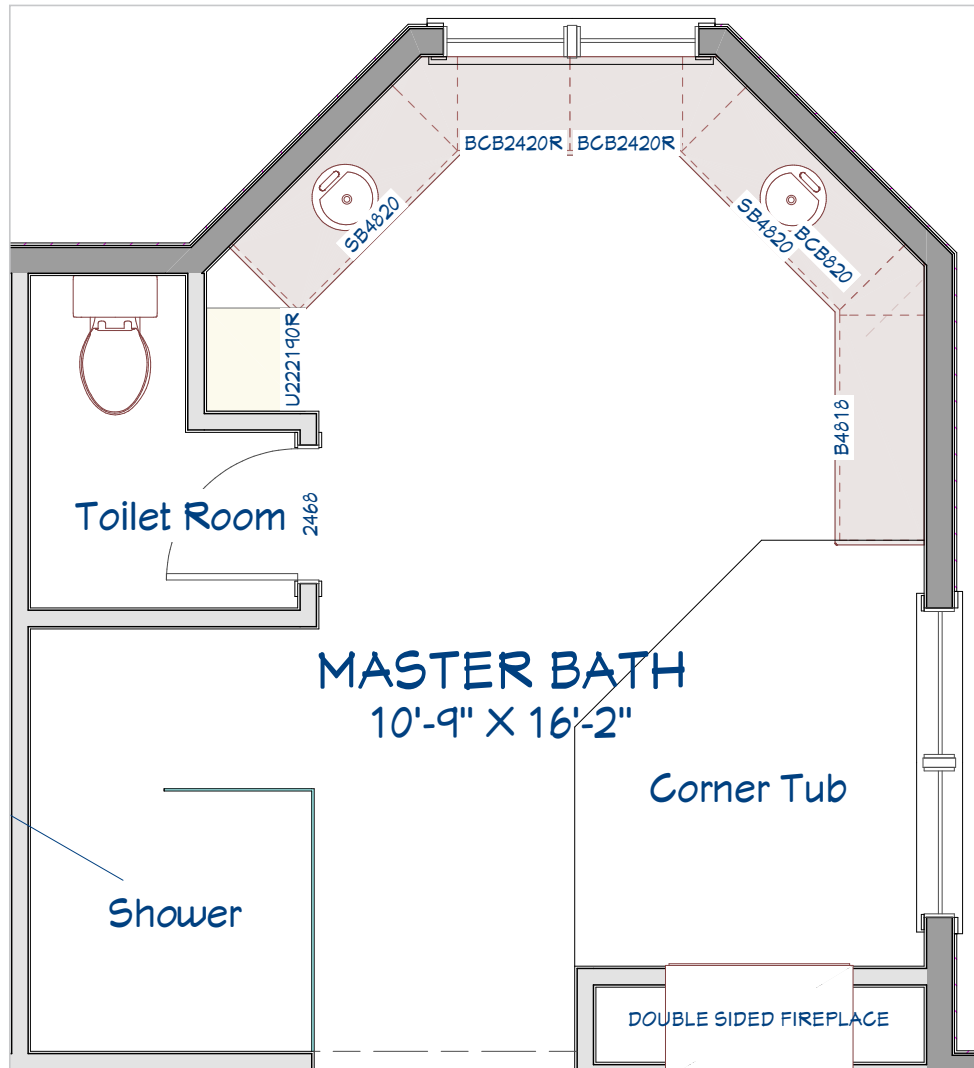 BCB2420R BCB2420R
SB4820
SB4820
BCB820
U222190R
B4818
Toilet Room
2468
MASTER BATH
10'-9" X 16'-2"
Corner Tub
Shower
DOUBLE SIDED FIREPLACE